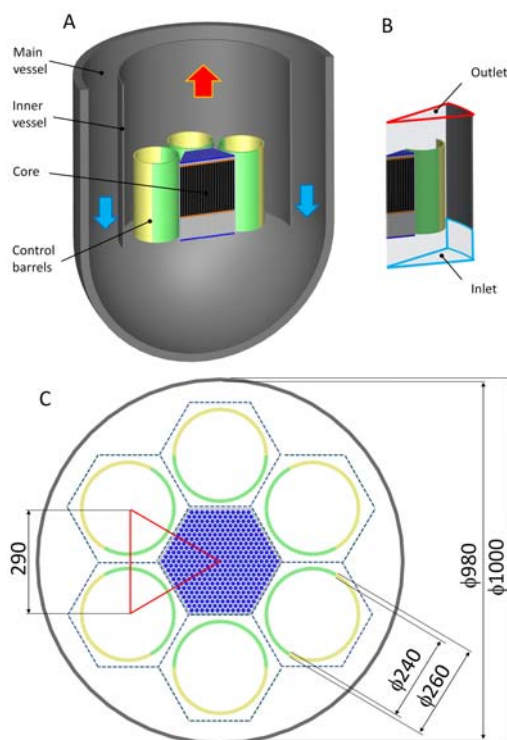 A
Main
vessel
Inner
vessel
Core
Control
barrels
B
Outlet
Inlet
C
290
ϕ240
ϕ260
ϕ980
ϕ1000